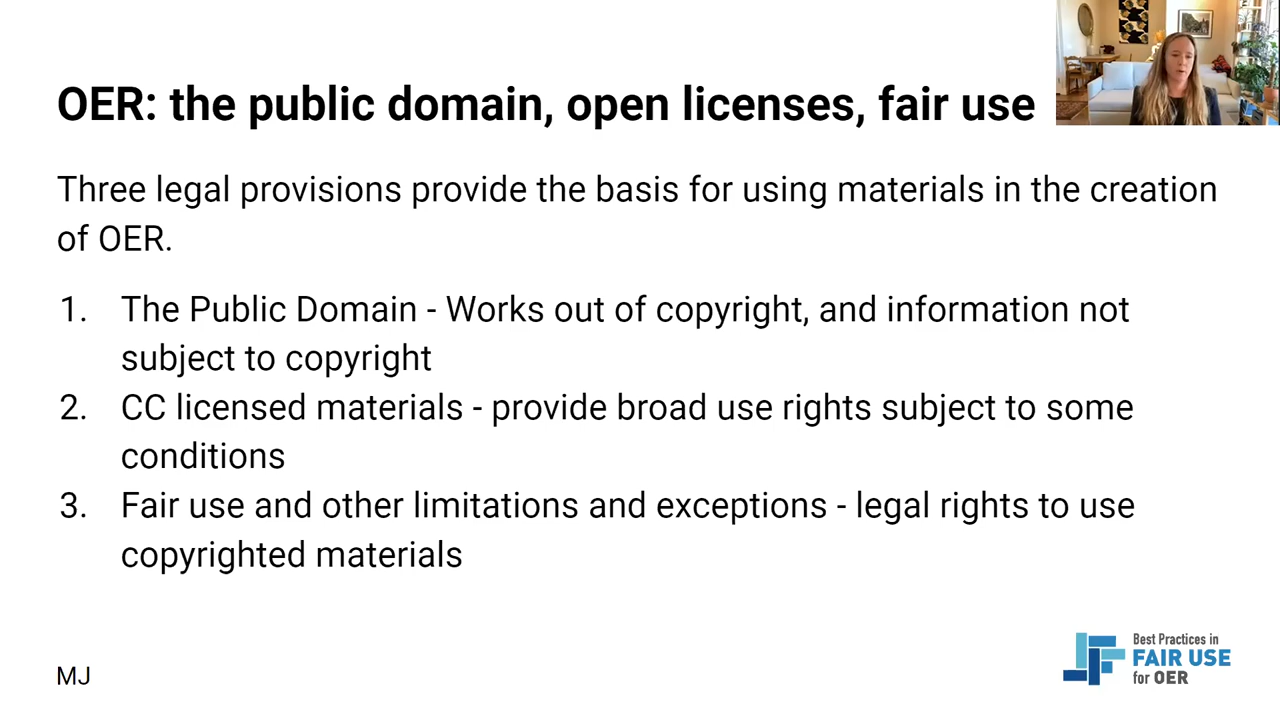 OER: the public domain, open licenses, fair use
Three legal provisions provide the basis for using materials in the creation
of OER.
1. The Public Domain - Works out of copyright, and information not
subject to copyright
2. CC licensed materials - provide broad use rights subject to some
conditions
3. Fair use and other limitations and exceptions - legal rights to use
copyrighted materials
MJ
Best Practices in
FAIR USE
for OER